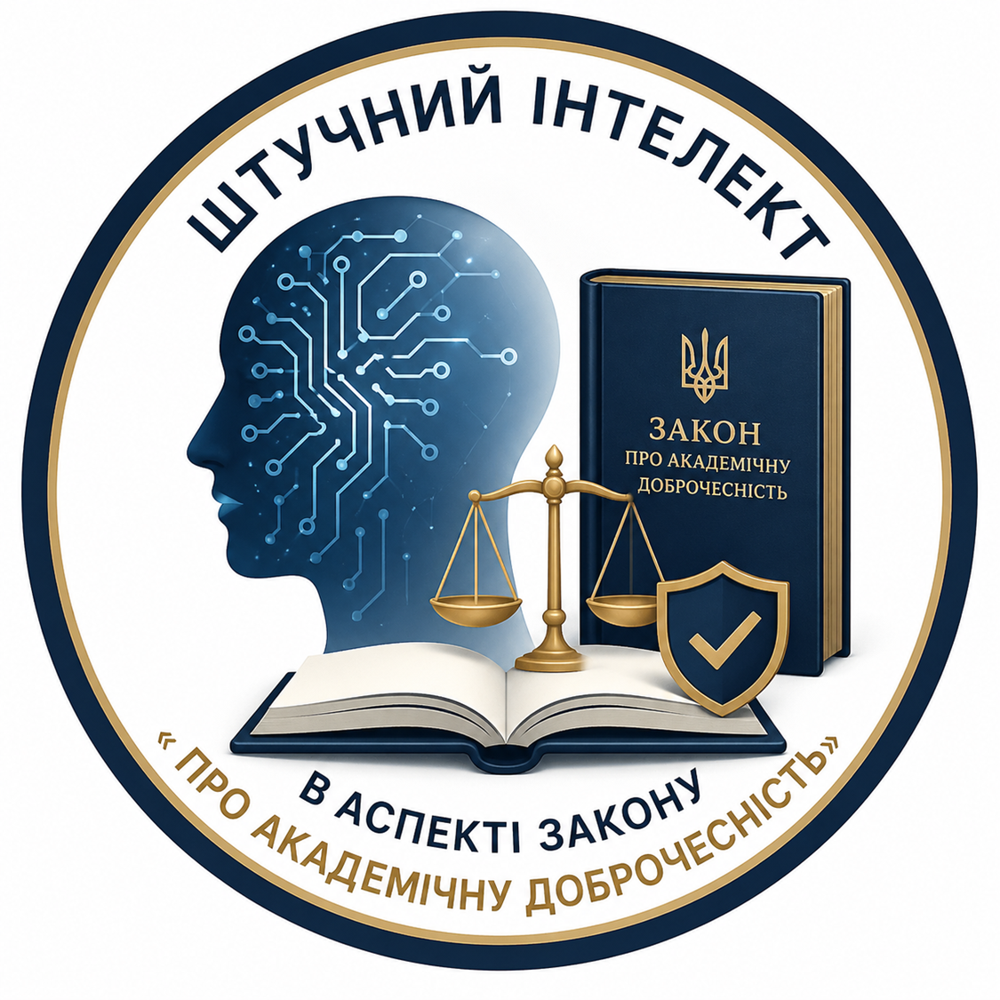 ШТУЧНИЙ ІНТЕЛЕКТ
ЗАКОН
ПРО АКАДЕМІЧНУ
ДОБРОЧЕСНІСТЬ
В АСПЕКТІ ЗАКОНУ
« ПРО АКАДЕМІЧНУ ДОБРОЧЕСНІСТЬ»